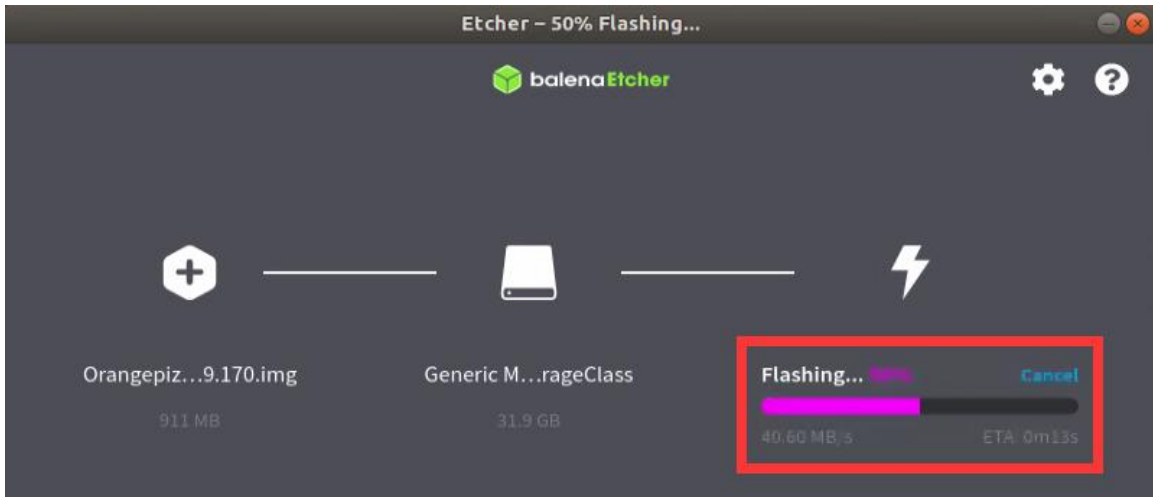 Etcher – 50% Flashing...
balenaEtcher
Orangepiz...9.170.img
Generic M...rageClass
Flashing... 50%
Cancel
911 MB
31.9 GB
40.60 MB/s
ETA: 0m13s